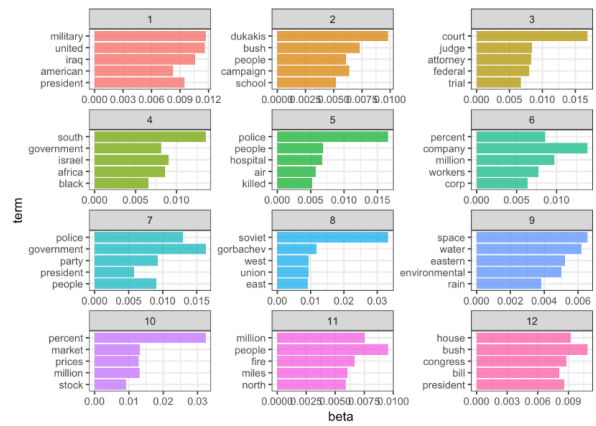 1
military
united
iraq
american
president
0.000 0.003 0.006 0.009 0.012
2
dukakis
bush
people
campaign
school
0.0000 0.0025 0.0050 0.0075 0.0100
3
court
judge
attorney
federal
trial
0.000 0.005 0.010 0.015
4
south
government
israel
africa
black
0.000 0.005 0.010
5
police
people
hospital
air
killed
0.000 0.005 0.010 0.015
6
percent
company
million
workers
corp
0.000 0.005 0.010
7
police
government
party
president
people
0.000 0.005 0.010 0.015
8
soviet
gorbachev
west
union
east
0.00 0.01 0.02 0.03
9
space
water
eastern
environmental
rain
0.000 0.002 0.004 0.006
10
percent
market
prices
million
stock
0.00 0.01 0.02 0.03
11
million
people
fire
miles
north
0.0000 0.0025 0.0050 0.0075 0.0100
12
house
bush
congress
bill
president
0.000 0.003 0.006 0.009
term
beta